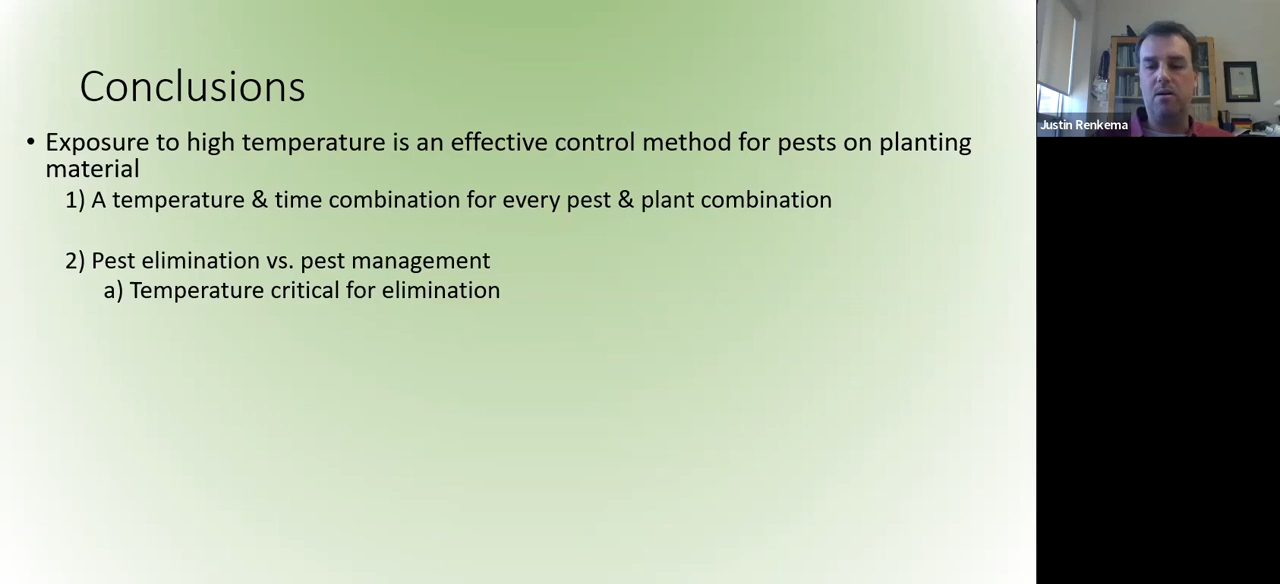 Conclusions
• Exposure to high temperature is an effective control method for pests on planting
material
1) A temperature & time combination for every pest & plant combination
2) Pest elimination vs. pest management
a) Temperature critical for elimination
Justin Renkema